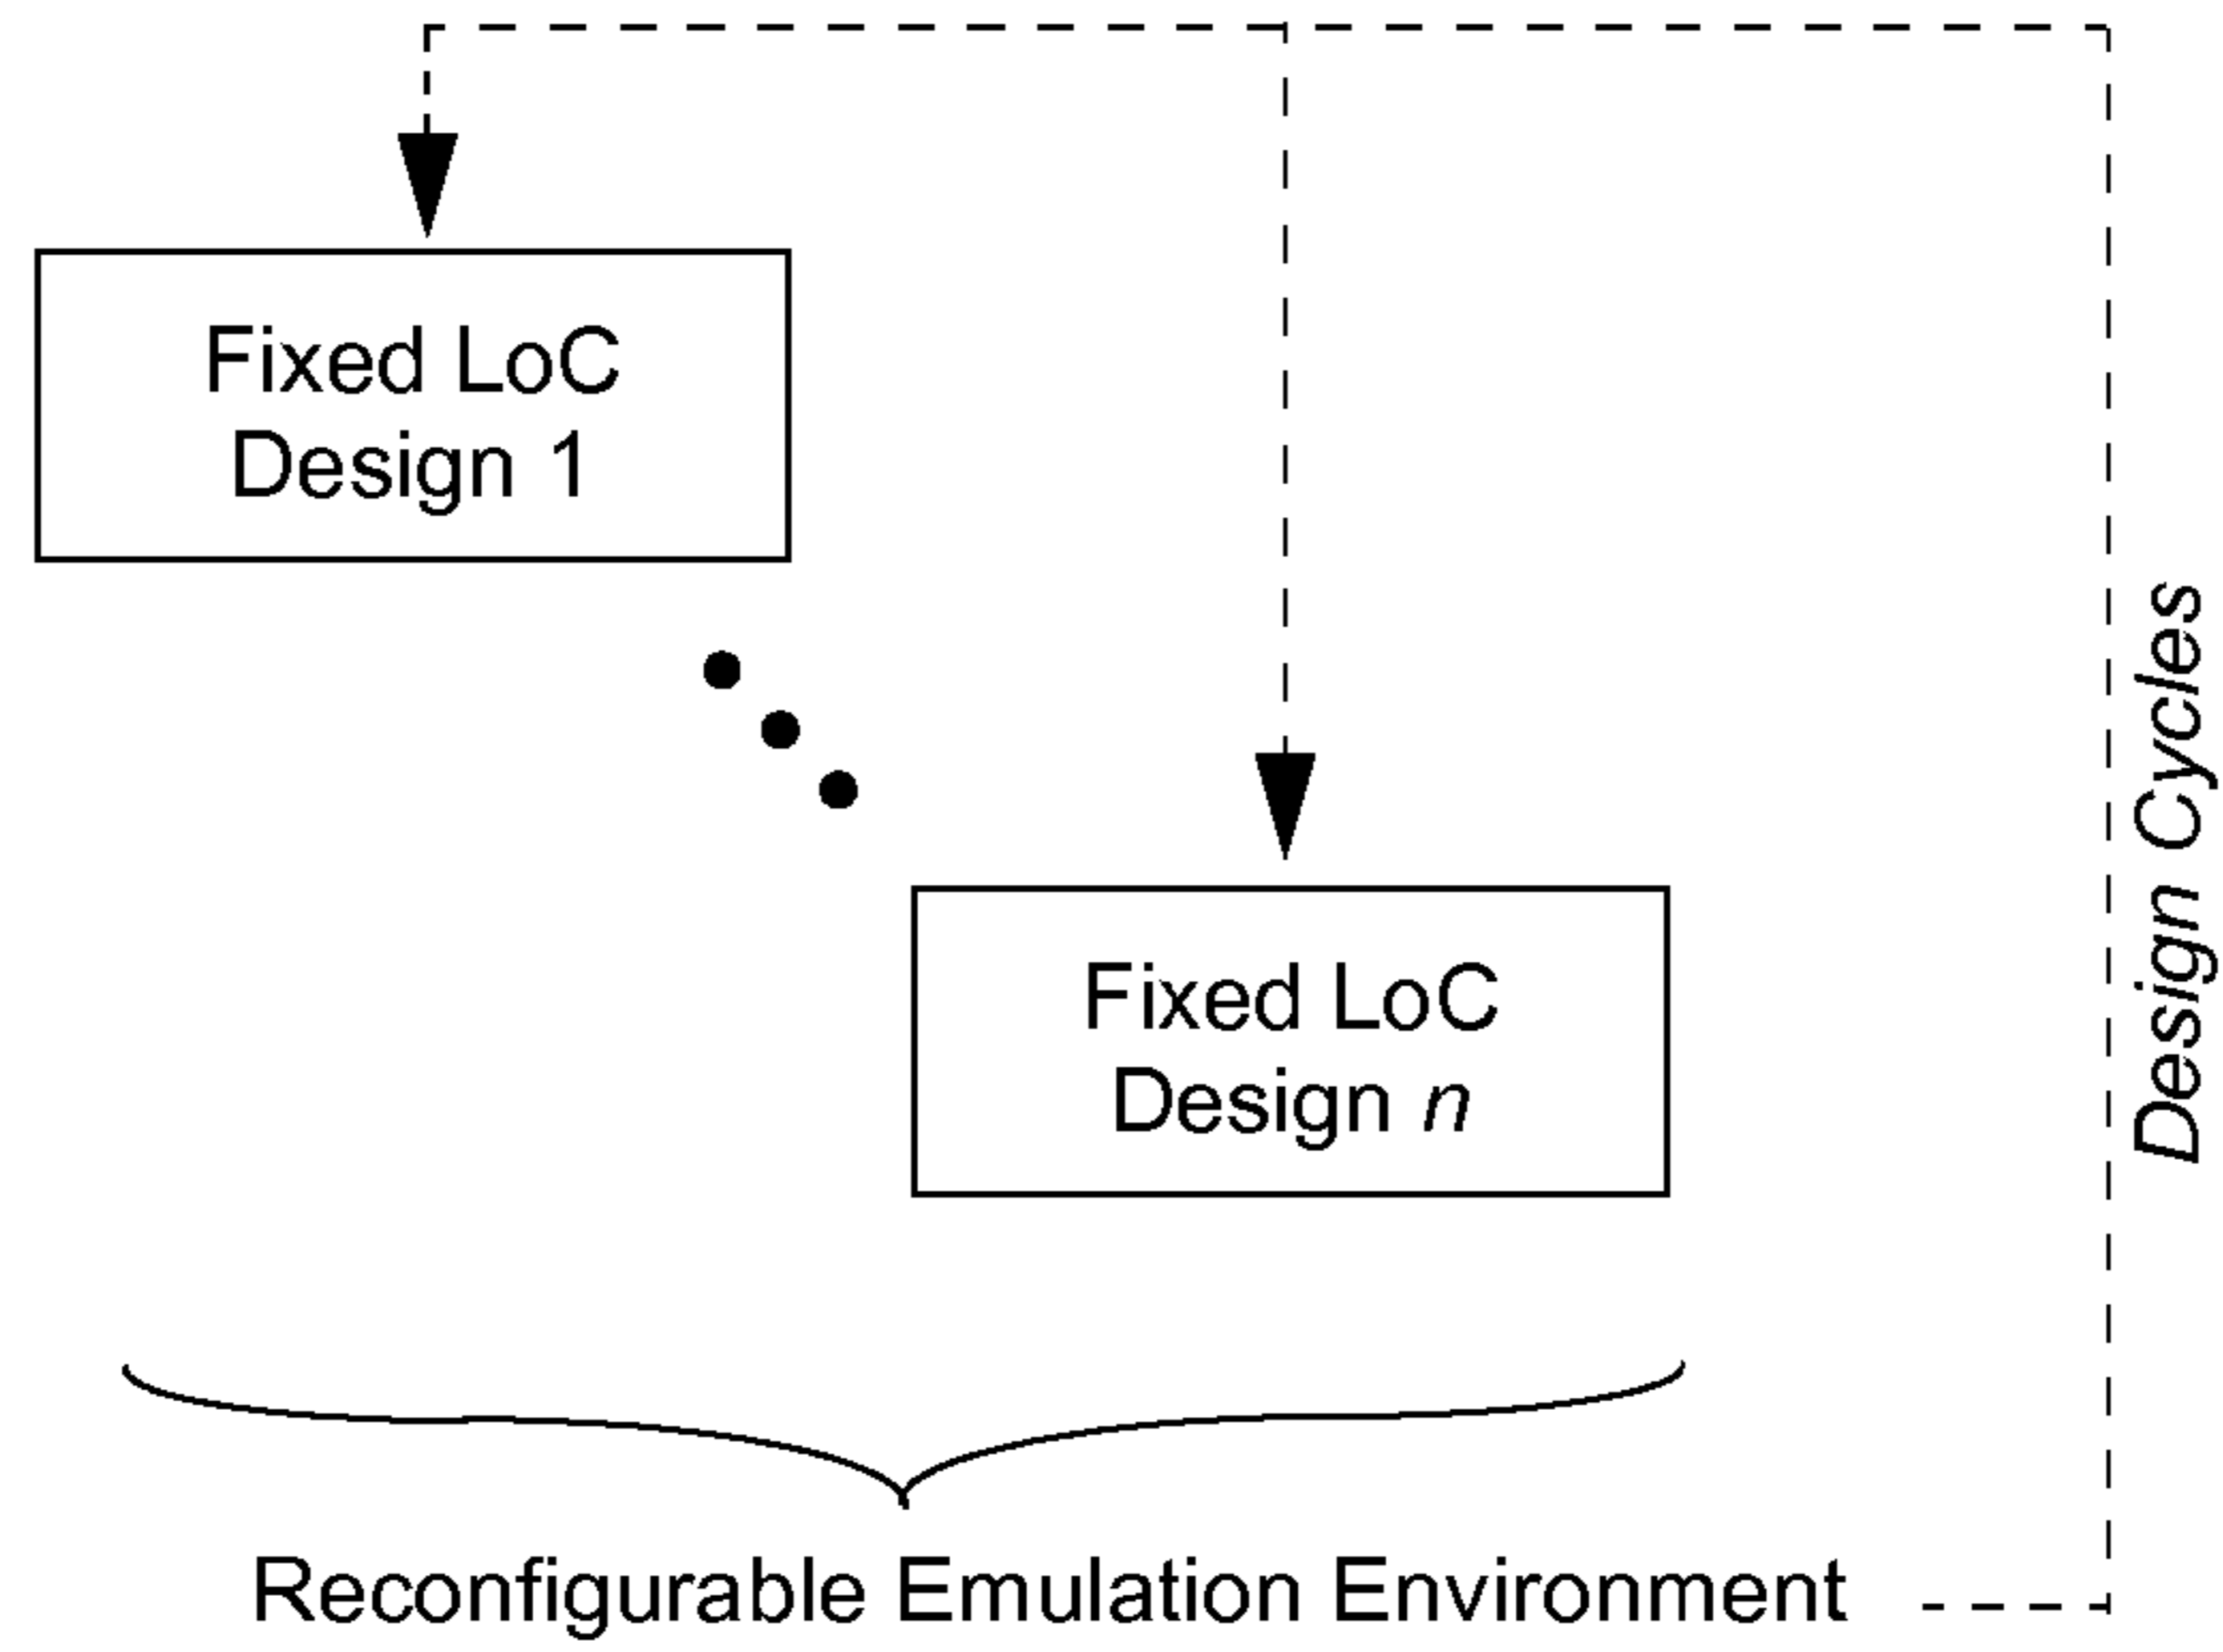 Fixed LoC
Design 1
Fixed LoC
Design n
Design Cycles
Reconfigurable Emulation Environment